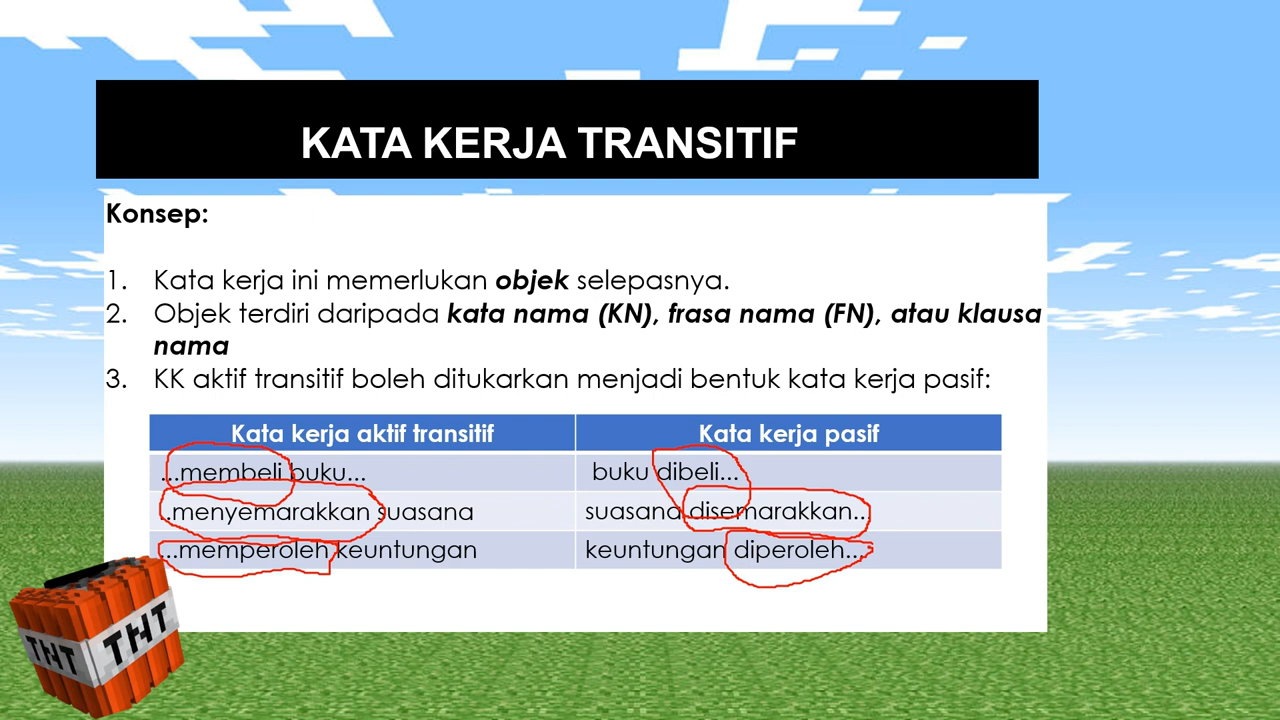 KATA KERJA TRANSITIF
Konsep:
1. Kata kerja ini memerlukan objek selepasnya.
2. Objek terdiri daripada kata nama (KN), frasa nama (FN), atau klausa
nama
3. KK aktif transitif boleh ditukarkan menjadi bentuk kata kerja pasif:
Kata kerja aktif transitif Kata kerja pasif
...membeli buku... buku dibeli...
...menyemarakkan suasana suasana disemarakkan...
...memperoleh keuntungan keuntungan diperoleh...
TNT TNT